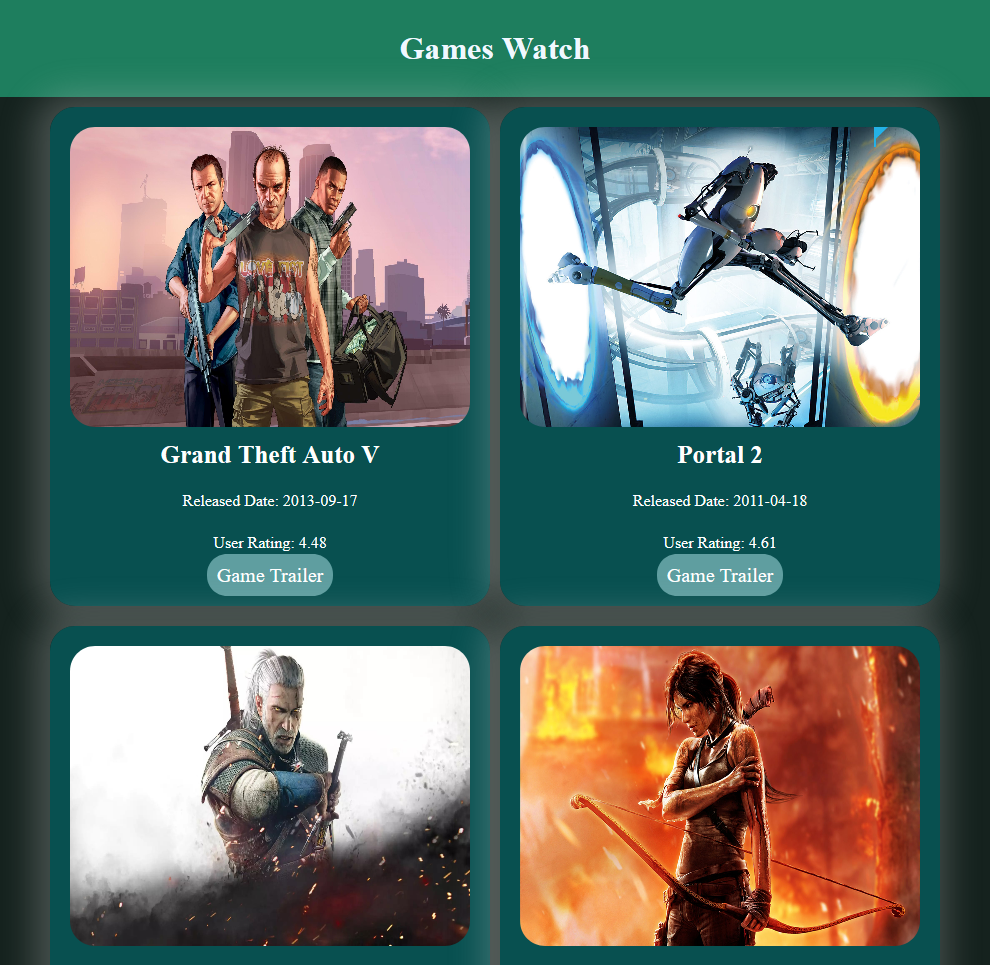 Games Watch
Grand Theft Auto V
Released Date: 2013-09-17
User Rating: 4.48
Game Trailer
Portal 2
Released Date: 2011-04-18
User Rating: 4.61
Game Trailer